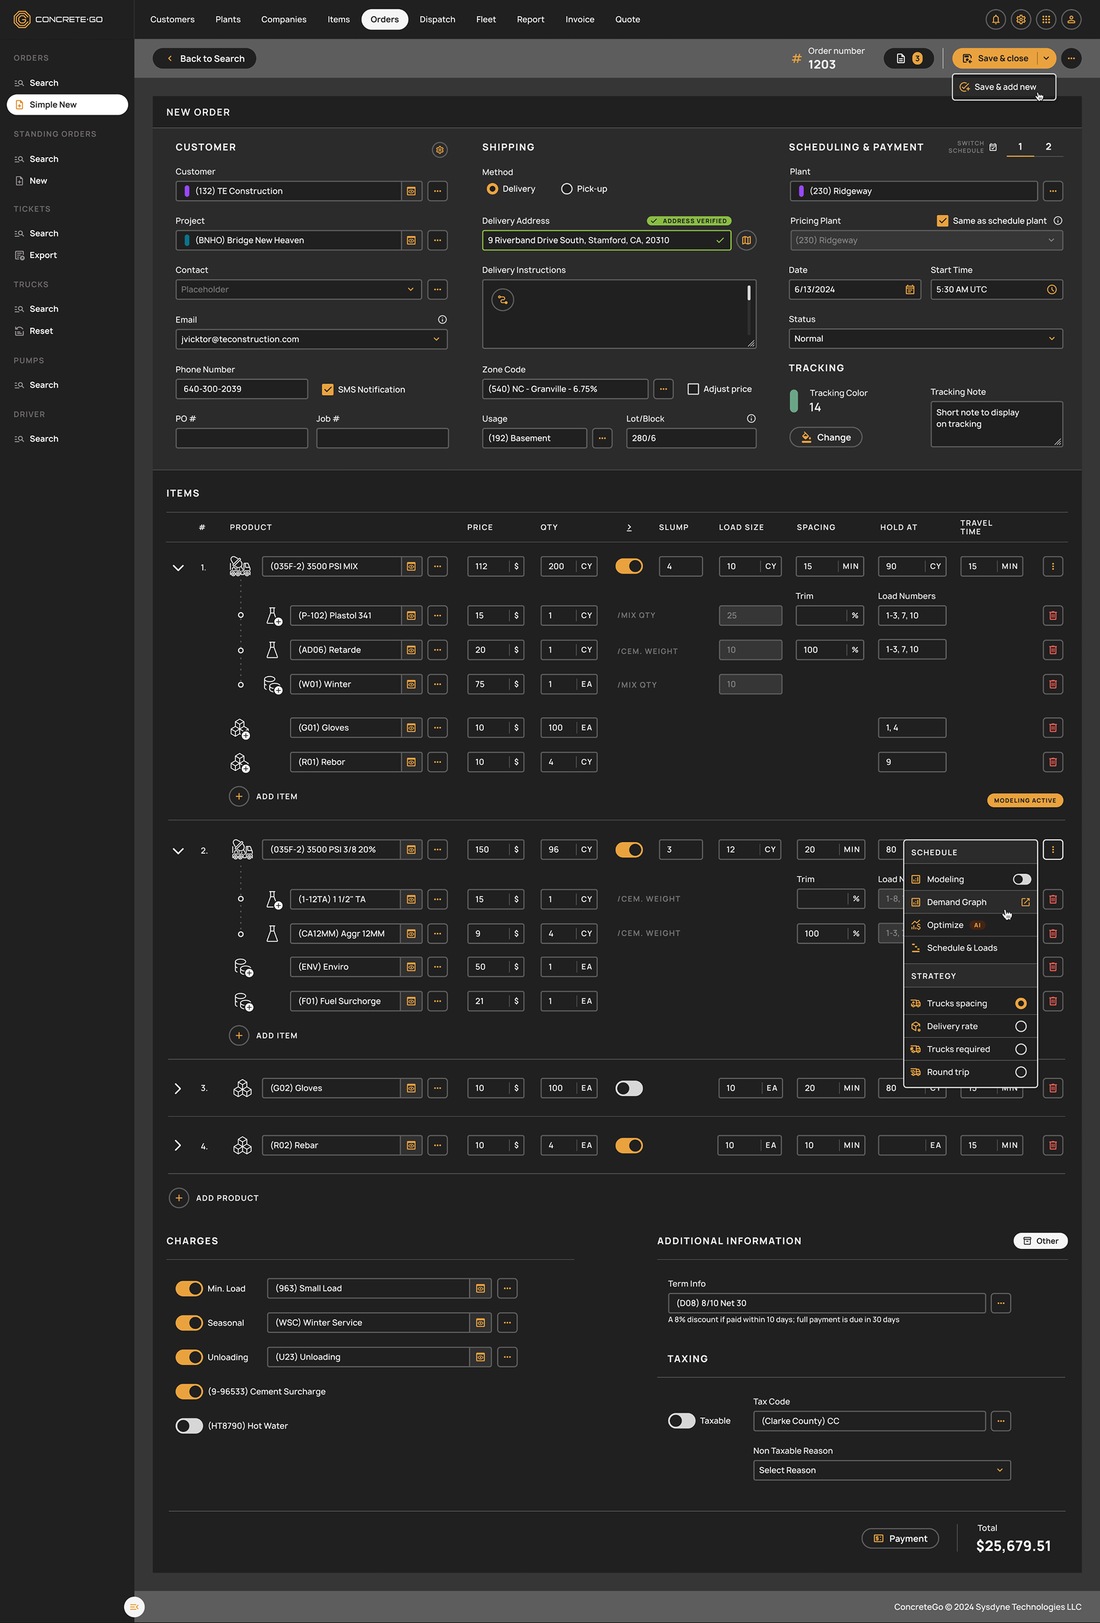 CONCRETE·GO
Customers Plants Companies Items Orders Dispatch Fleet Report Invoice Quote
ORDERS
Search
Simple New
STANDING ORDERS
Search
New
TICKETS
Search
Export
TRUCKS
Search
Reset
PUMPS
Search
DRIVER
Search
Back to Search
# Order number
1203
3
Save & close
Save & add new
NEW ORDER
CUSTOMER
Customer
(132) TE Construction
Project
(BNHO) Bridge New Heaven
Contact
Placeholder
Email
jvicktor@teconstruction.com
Phone Number
640-300-2039
SMS Notification
PO #
Job #
SHIPPING
Method
Delivery Pick-up
Delivery Address ADDRESS VERIFIED
9 Riverband Drive South, Stamford, CA, 20310
Delivery Instructions
Zone Code
(540) NC - Granville - 6.75%
Adjust price
Usage Lot/Block
(192) Basement 280/6
SCHEDULING & PAYMENT
SWITCH
SCHEDULE
1 2
Plant
(230) Ridgeway
Pricing Plant Same as schedule plant
(230) Ridgeway
Date Start Time
6/13/2024 5:30 AM UTC
Status
Normal
TRACKING
Tracking Color
14
Change
Tracking Note
Short note to display
on tracking
ITEMS
# PRODUCT PRICE QTY ≥ SLUMP LOAD SIZE SPACING HOLD AT TRAVEL
TIME
1. (035F-2) 3500 PSI MIX 112 $ 200 CY 4 10 CY 15 MIN 90 CY 15 MIN
Trim Load Numbers
(P-102) Plastol 341 15 $ 1 CY /MIX QTY 25 % 1-3, 7, 10
(AD06) Retarde 20 $ 1 CY /CEM. WEIGHT 10 100 % 1-3, 7, 10
(W01) Winter 75 $ 1 EA /MIX QTY 10
(G01) Gloves 10 $ 100 EA 1, 4
(R01) Rebor 10 $ 4 CY 9
ADD ITEM
MODELING ACTIVE
2. (035F-2) 3500 PSI 3/8 20% 150 $ 96 CY 3 12 CY 20 MIN 80
Trim Load N
(1-12TA) 1 1/2" TA 15 $ 1 CY /CEM. WEIGHT % 1-8,
(CA12MM) Aggr 12MM 9 $ 4 CY /CEM. WEIGHT 100 % 1-3,
(ENV) Enviro 50 $ 1 EA
(F01) Fuel Surchorge 21 $ 1 EA
ADD ITEM
SCHEDULE
Modeling
Demand Graph
Optimize AI
Schedule & Loads
STRATEGY
Trucks spacing
Delivery rate
Trucks required
Round trip
3. (G02) Gloves 10 $ 100 EA 10 EA 20 MIN 80 CY 15 MIN
4. (R02) Rebar 10 $ 4 EA 10 EA 10 MIN EA 15 MIN
ADD PRODUCT
CHARGES
Min. Load (963) Small Load
Seasonal (WSC) Winter Service
Unloading (U23) Unloading
(9-96533) Cement Surcharge
(HT8790) Hot Water
ADDITIONAL INFORMATION
Other
Term Info
(D08) 8/10 Net 30
A 8% discount if paid within 10 days; full payment is due in 30 days
TAXING
Tax Code
Taxable (Clarke County) CC
Non Taxable Reason
Select Reason
Payment
Total
$25,679.51
ConcreteGo © 2024 Sysdyne Technologies LLC